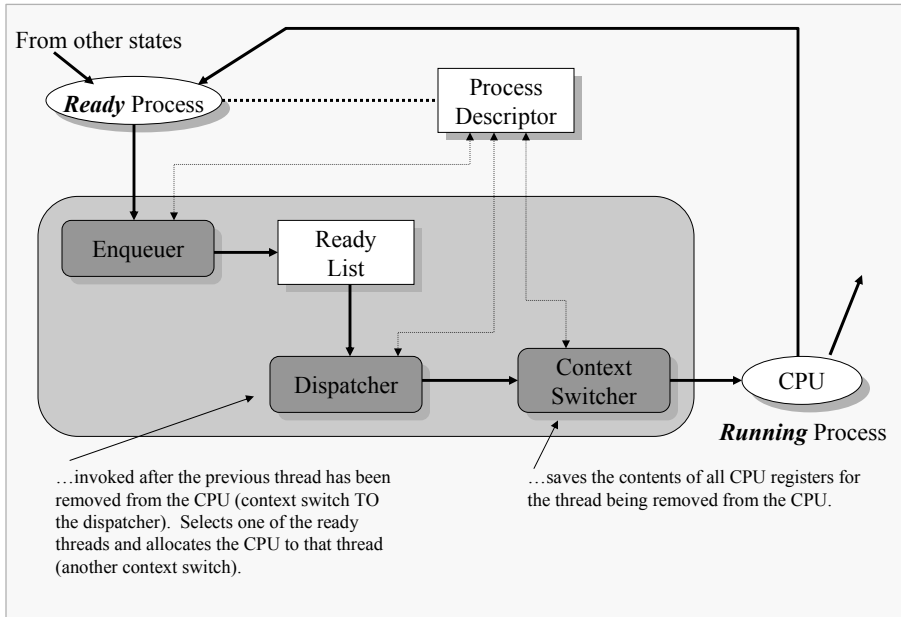 From other states
Ready Process
Process
Descriptor
Enqueuer
Ready
List
Dispatcher
Context
Switcher
CPU
Running Process
…invoked after the previous thread has been
removed from the CPU (context switch TO
the dispatcher).  Selects one of the ready
threads and allocates the CPU to that thread
(another context switch).
…saves the contents of all CPU registers for
the thread being removed from the CPU.